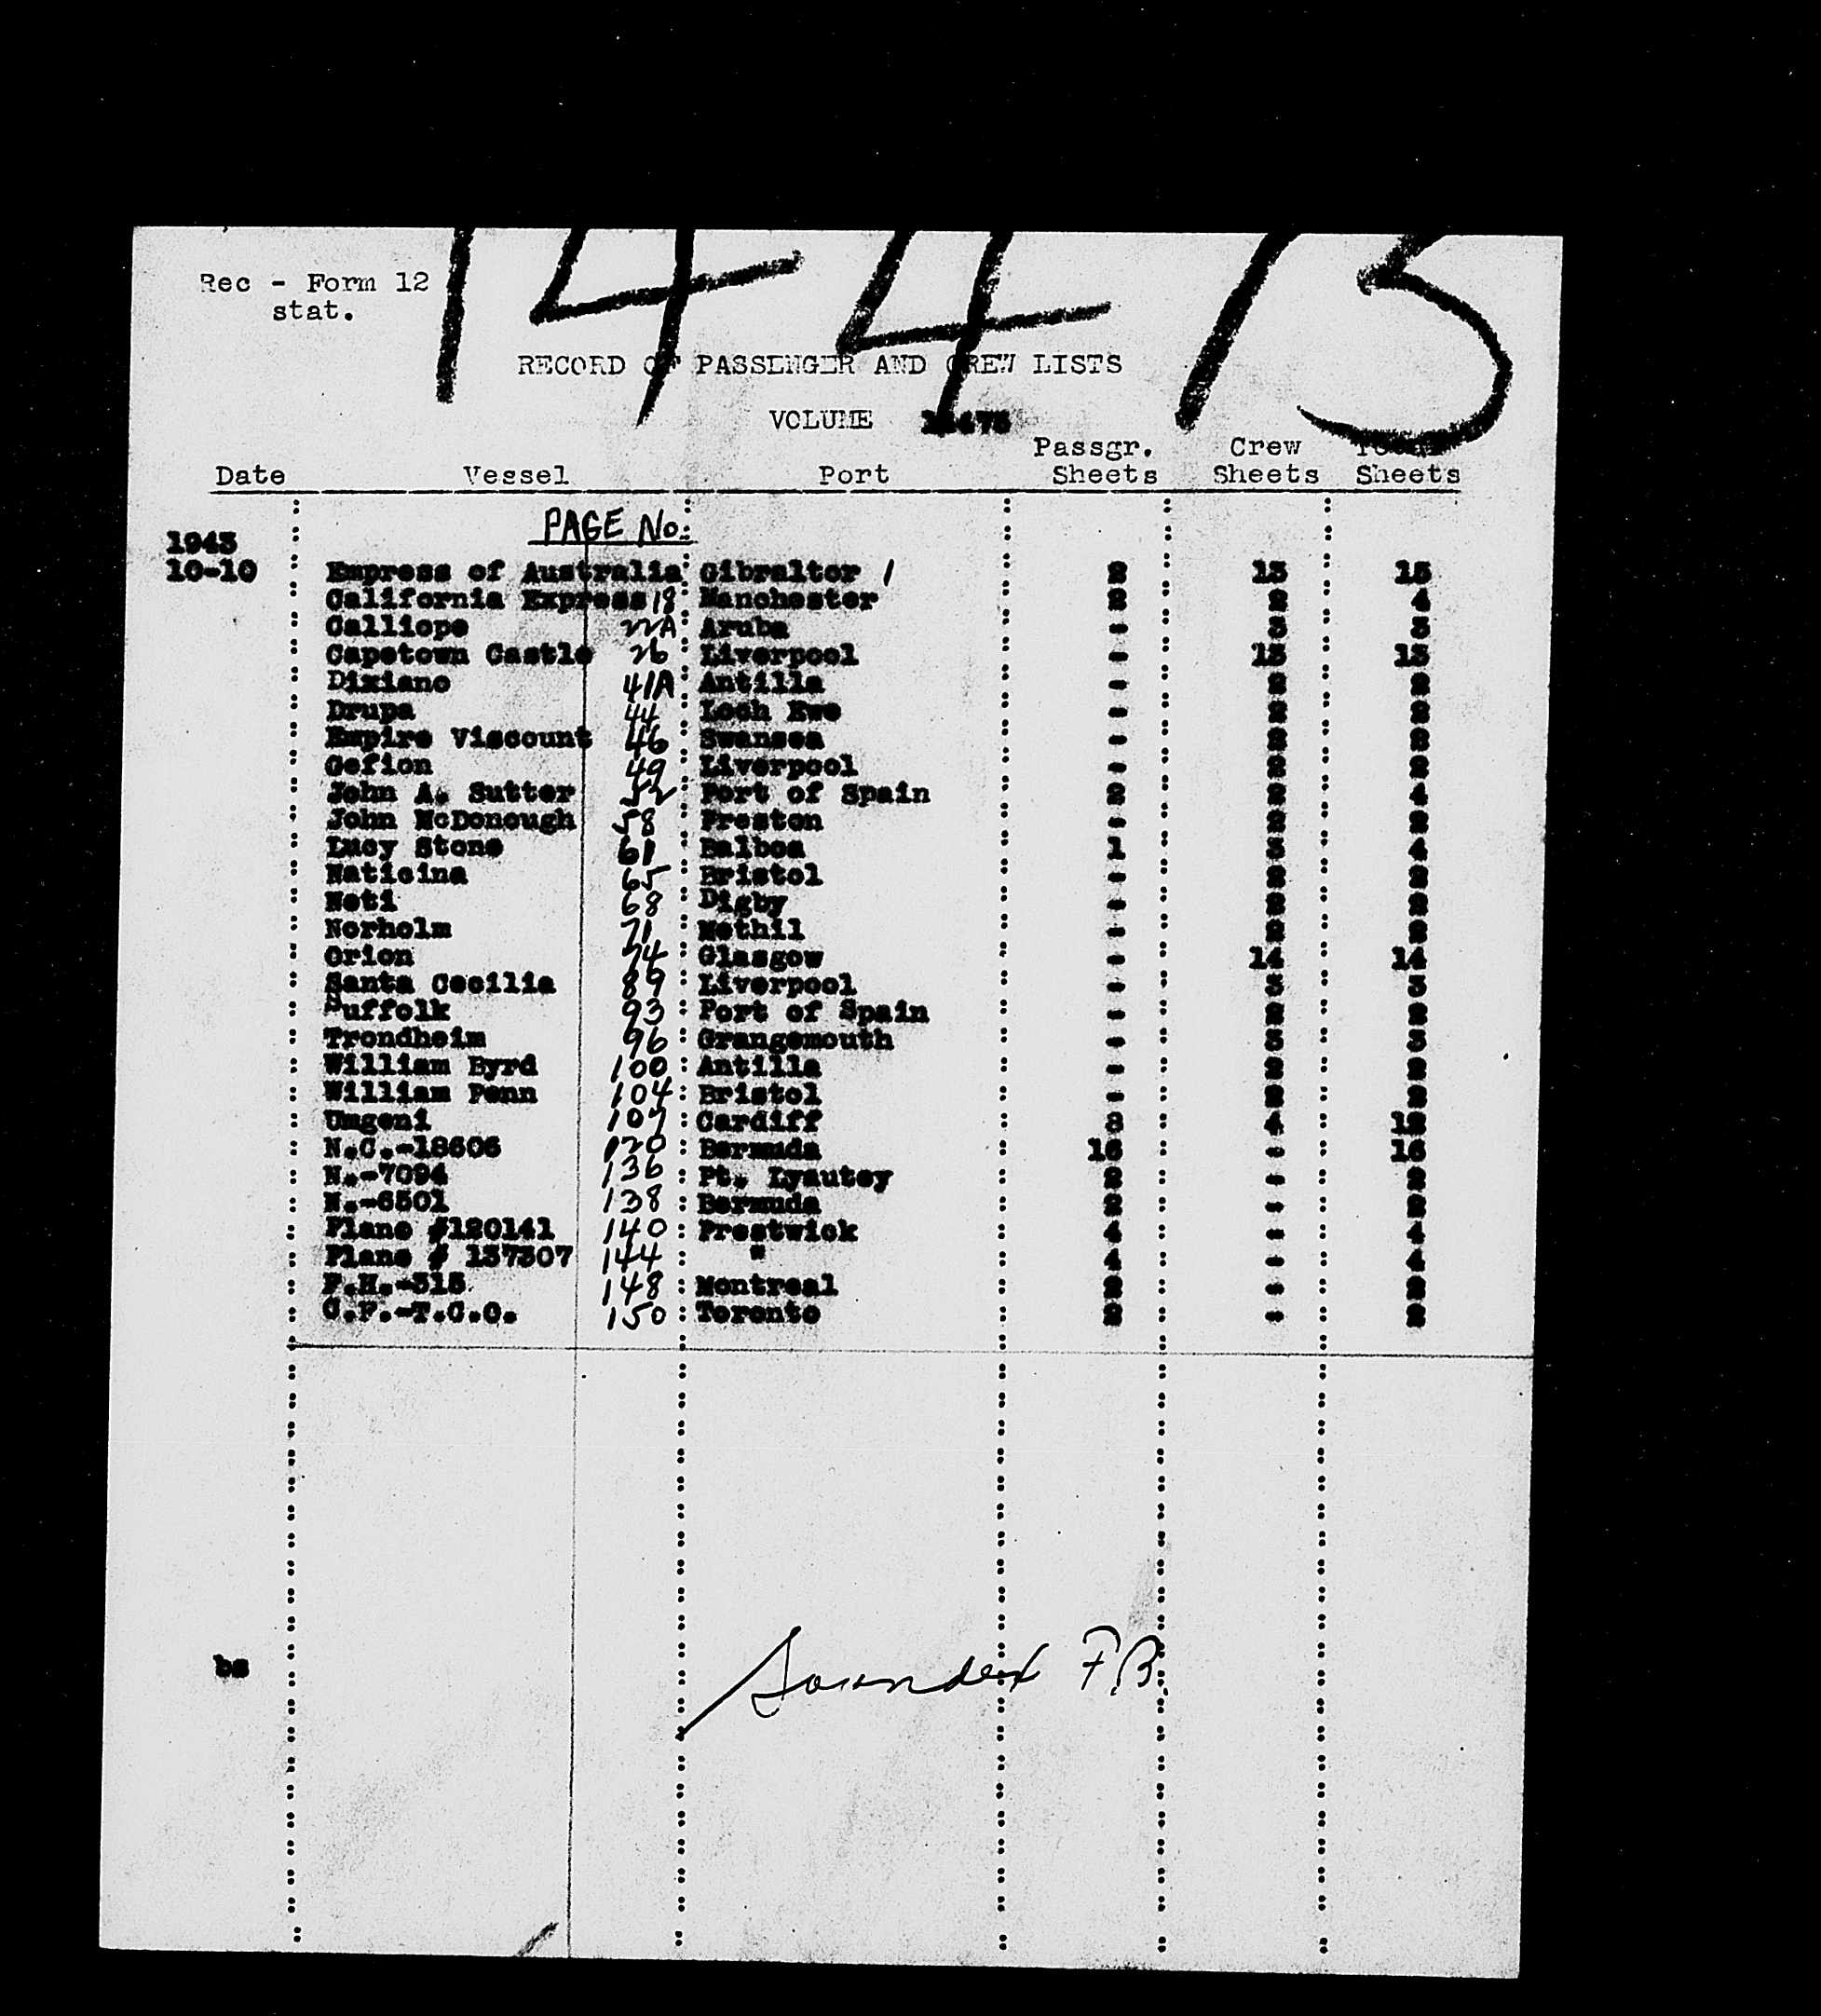 14473
Rec - Form 12
stat.
RECORD OF PASSENGER AND CREW LISTS
VOLUME 14473
Passgr. Crew Total
Date Vessel Port Sheets Sheets Sheets
PAGE No.
1943
10-10 Empress of Australia Gibraltor 1 2 13 15
California Express 18 Manchester 2 2 4
Calliope 22A Aruba - 3 3
Capetown Castle 26 Liverpool - 15 15
Dixiano 41A Antilla - 2 2
Drupa 44 Loch Ewe - 2 2
Empire Viscount 46 Swansea - 2 2
Gefion 49 Liverpool - 2 2
John A. Sutter 52 Port of Spain 2 2 4
John McDonough 58 Preston - 2 2
Lucy Stone 61 Balboa 1 3 4
Naticina 65 Bristol - 2 2
Neti 68 Digby - 2 2
Norholm 71 Methil - 2 2
Orion 74 Glasgow - 14 14
Santa Cecilia 89 Liverpool - 3 3
Suffolk 93 Port of Spain - 2 2
Trondheim 96 Grangemouth - 3 3
William Byrd 100 Antilla - 2 2
William Penn 104 Bristol - 2 2
Umgeni 107 Cardiff 8 4 12
N.C.-18606 120 Bermuda 16 - 16
N.-7094 136 Pt. Lyautey 2 - 2
N.-6501 138 Bermuda 2 - 2
Plane #120141 140 Prestwick 4 - 4
Plane # 137307 144 " 4 - 4
P.H.-315 148 Montreal 2 - 2
C.F.-T.C.C. 150 Toronto 2 - 2
Soundex F.B.
bs